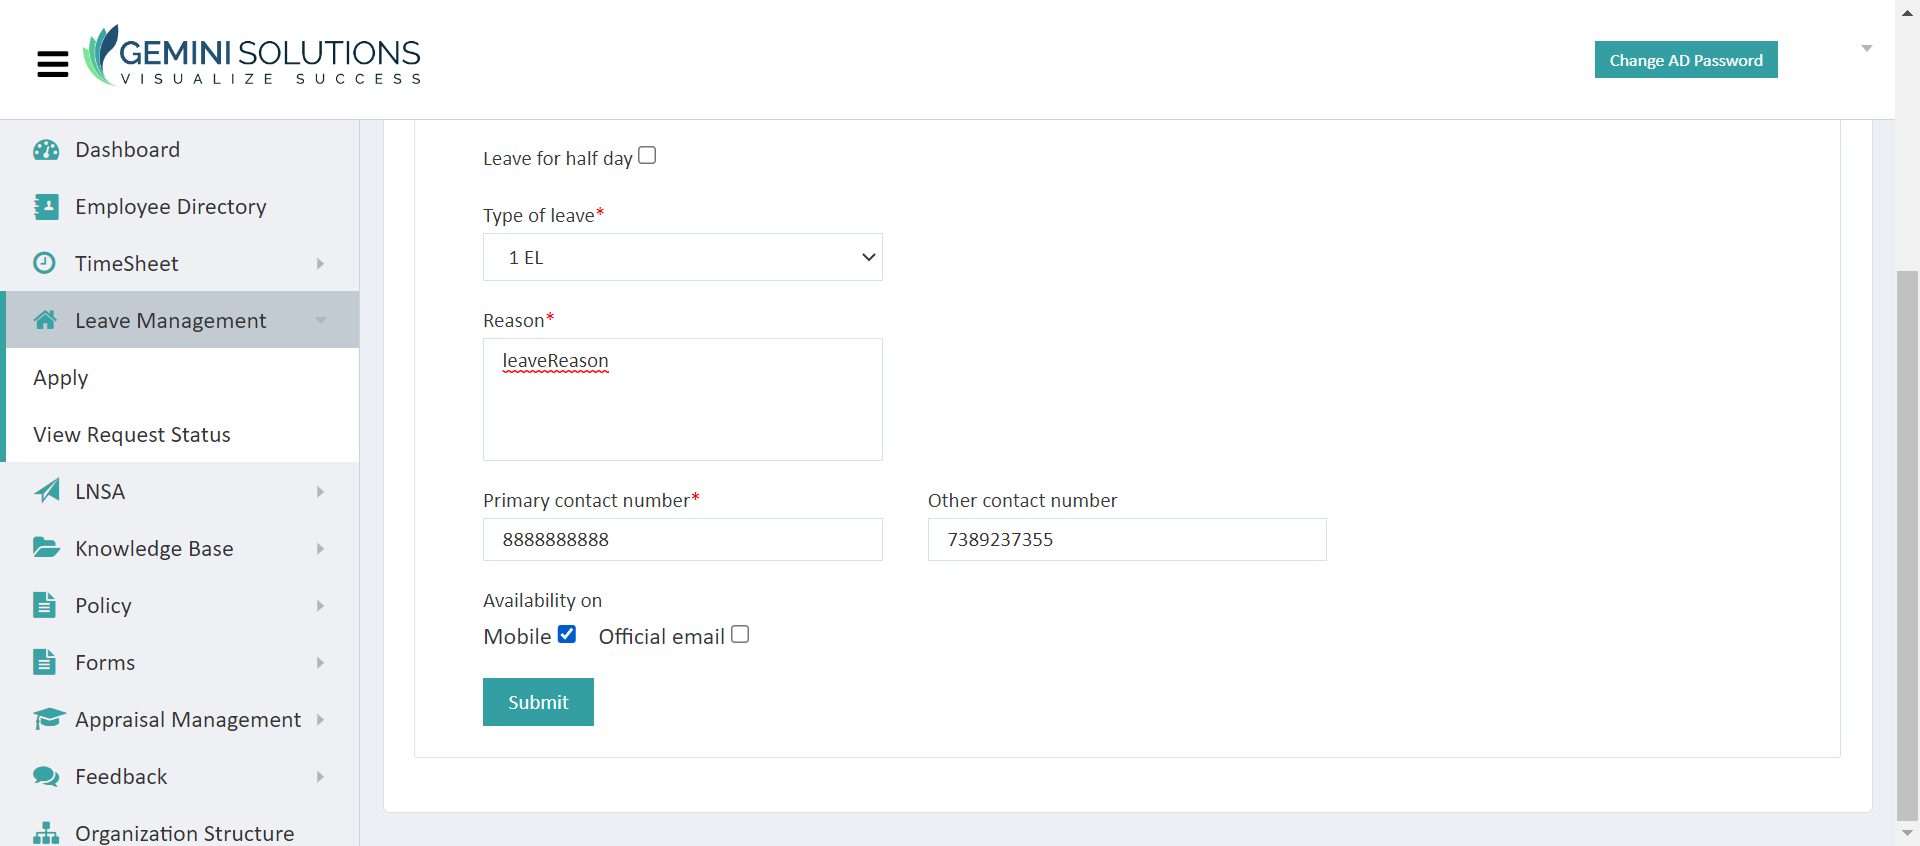 GEMINI SOLUTIONS
VISUALIZE SUCCESS
Change AD Password
Dashboard
Employee Directory
TimeSheet
Leave Management
Apply
View Request Status
LNSA
Knowledge Base
Policy
Forms
Appraisal Management
Feedback
Organization Structure
Leave for half day
Type of leave*
1 EL
Reason*
leaveReason
Primary contact number*
Other contact number
8888888888
7389237355
Availability on
Mobile
Official email
Submit